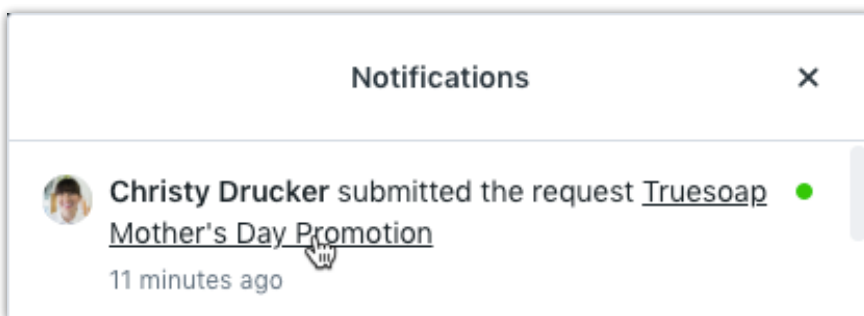 Notifications
Christy Drucker submitted the request Truesoap
Mother's Day Promotion
11 minutes ago